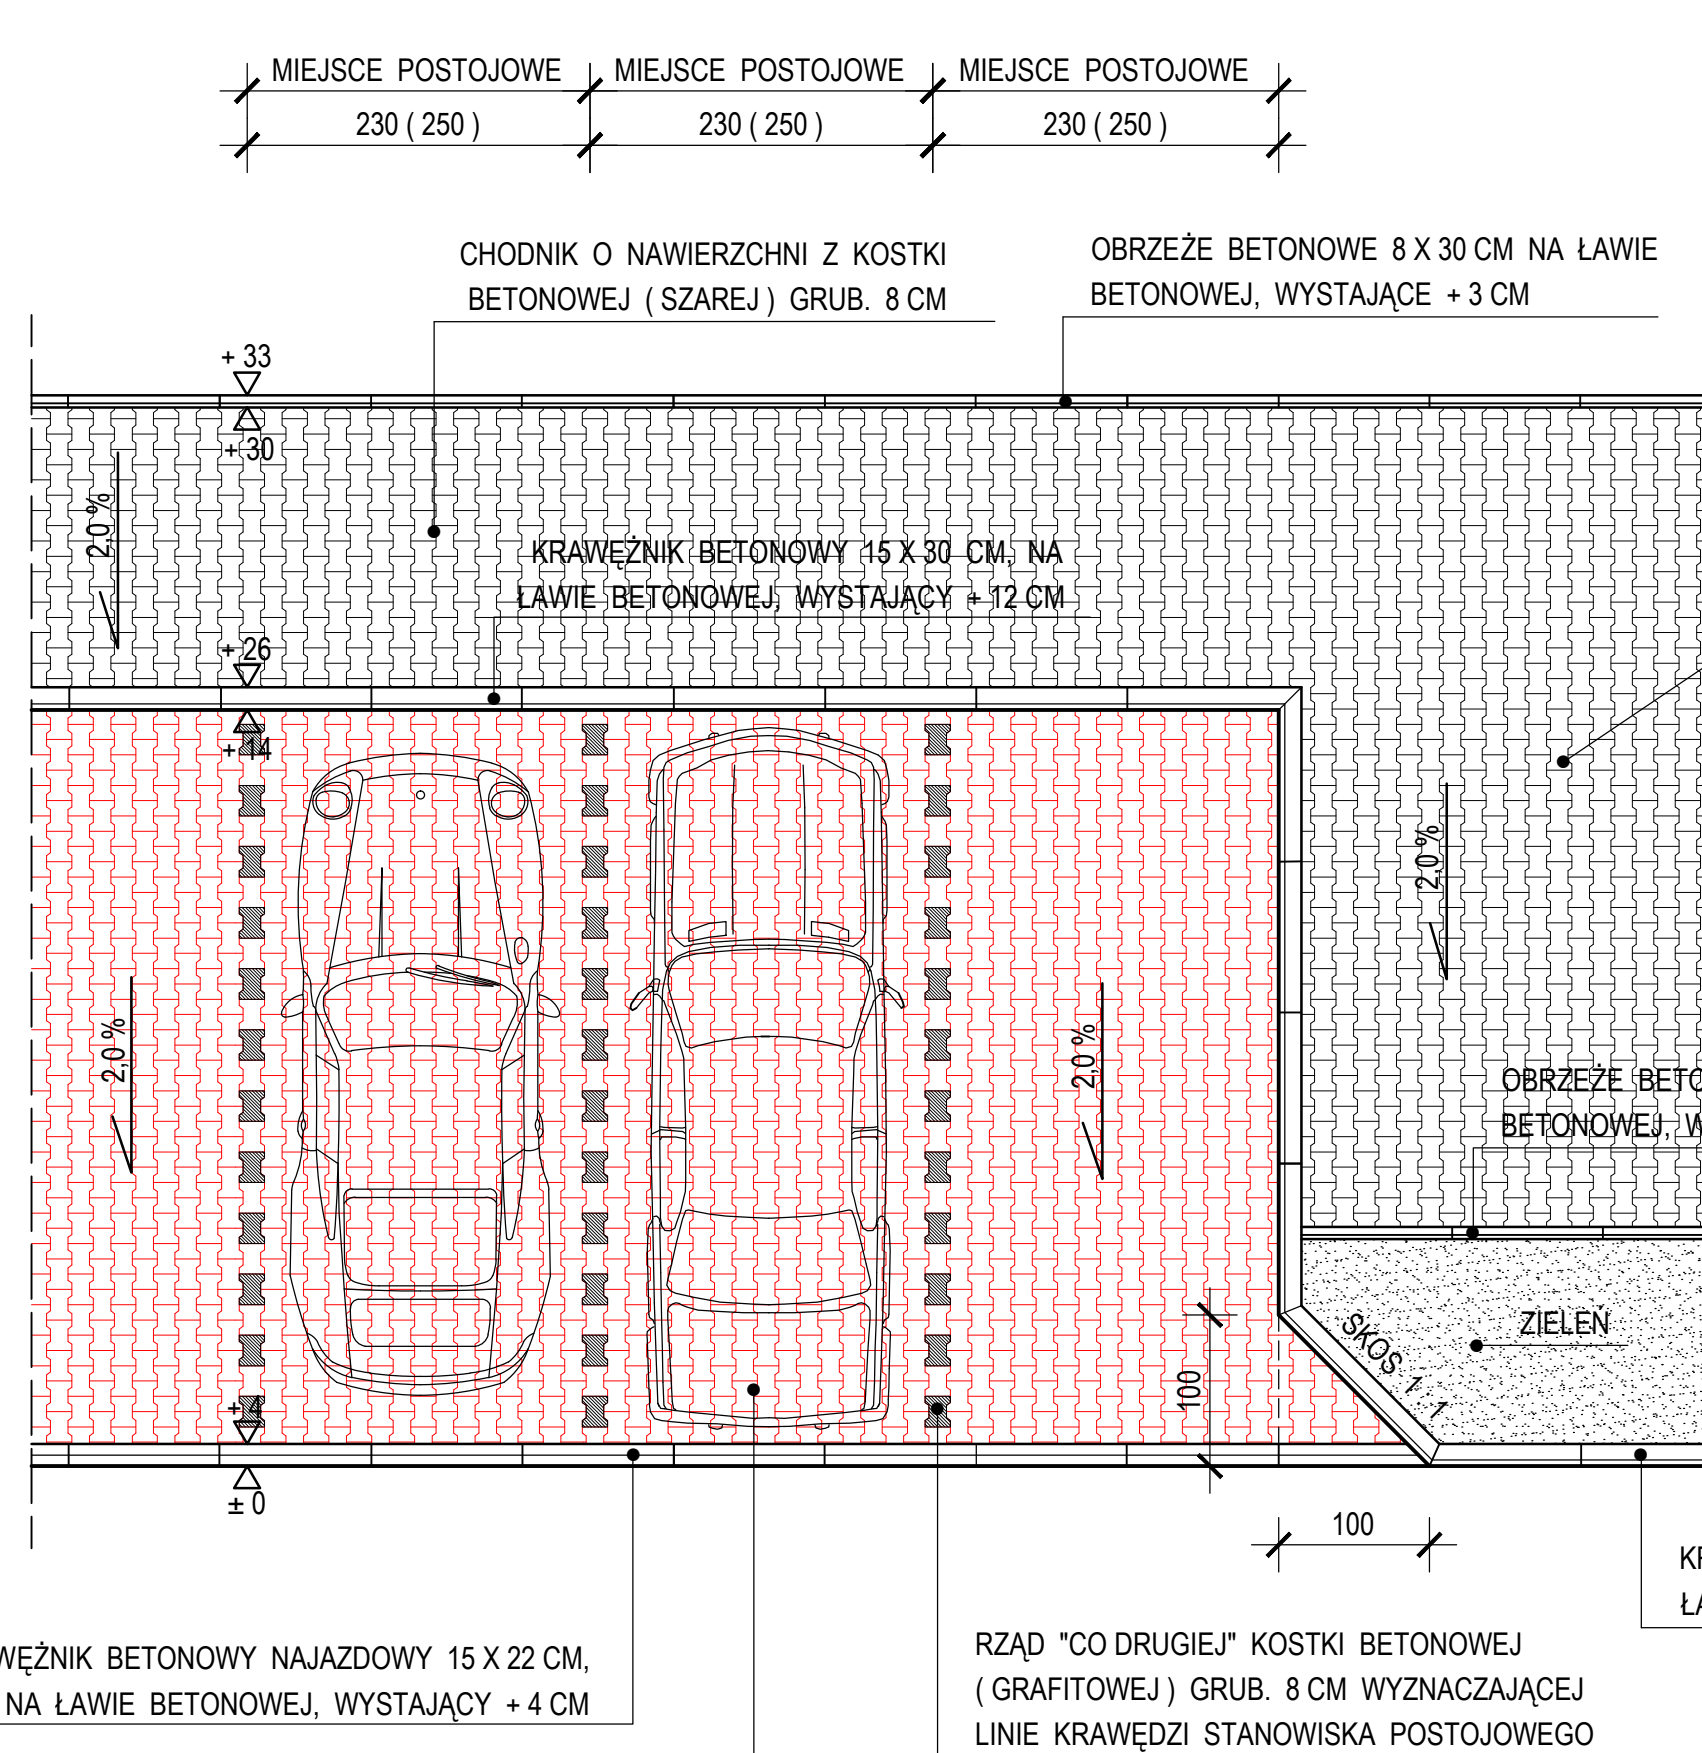 MIEJSCE POSTOJOWE MIEJSCE POSTOJOWE MIEJSCE POSTOJOWE
230 ( 250 ) 230 ( 250 ) 230 ( 250 )
CHODNIK O NAWIERZCHNI Z KOSTKI
BETONOWEJ ( SZAREJ ) GRUB. 8 CM
OBRZEŻE BETONOWE 8 X 30 CM NA ŁAWIE
BETONOWEJ, WYSTAJĄCE + 3 CM
+ 33
+ 30
2,0 %
KRAWĘŻNIK BETONOWY 15 X 30 CM, NA
ŁAWIE BETONOWEJ, WYSTAJĄCY + 12 CM
+ 26
+ 14
2,0 %
2,0 %
2,0 %
OBRZEŻE
BETONOWEJ,
ZIELEŃ
SKOS 1 : 1
100
+ 4
± 0
100
WĘŻNIK BETONOWY NAJAZDOWY 15 X 22 CM,
NA ŁAWIE BETONOWEJ, WYSTAJĄCY + 4 CM
RZĄD "CO DRUGIEJ" KOSTKI BETONOWEJ
( GRAFITOWEJ ) GRUB. 8 CM WYZNACZAJĄCEJ
LINIE KRAWĘDZI STANOWISKA POSTOJOWEGO